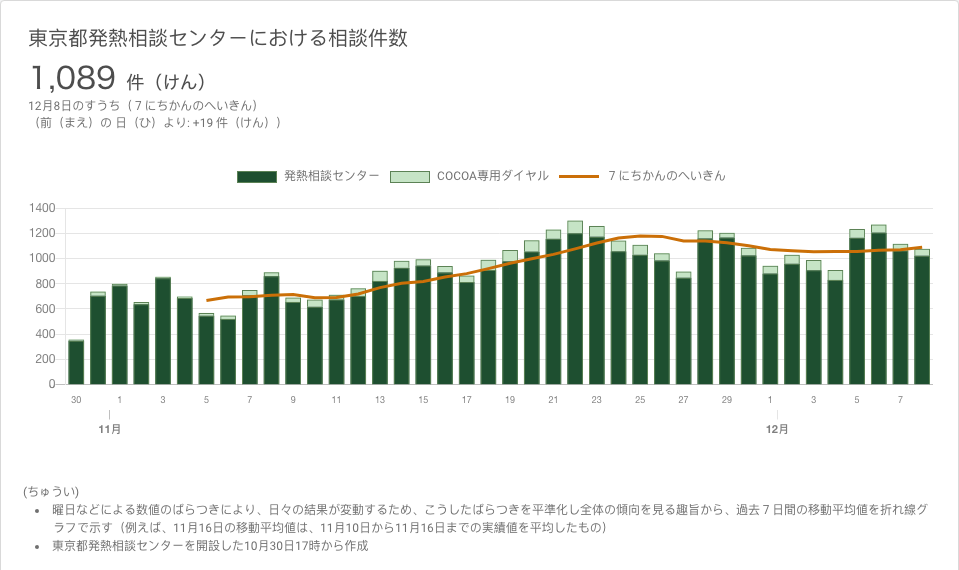 東京都発熱相談センターにおける相談件数
1,089 件（けん）
12月8日のすうち（７にちかんのへいきん）
（前（まえ）の 日（ひ）より: +19 件（けん））
発熱相談センター COCOA専用ダイヤル ７にちかんのへいきん
1400
1200
1000
800
600
400
200
0
30 1 3 5 7 9 11 13 15 17 19 21 23 25 27 29 1 3 5 7
11月 12月
(ちゅうい)
• 曜日などによる数値のばらつきにより、日々の結果が変動するため、こうしたばらつきを平準化し全体の傾向を見る趣旨から、過去７日間の移動平均値を折れ線グ
ラフで示す（例えば、11月16日の移動平均値は、11月10日から11月16日までの実績値を平均したもの）
• 東京都発熱相談センターを開設した10月30日17時から作成